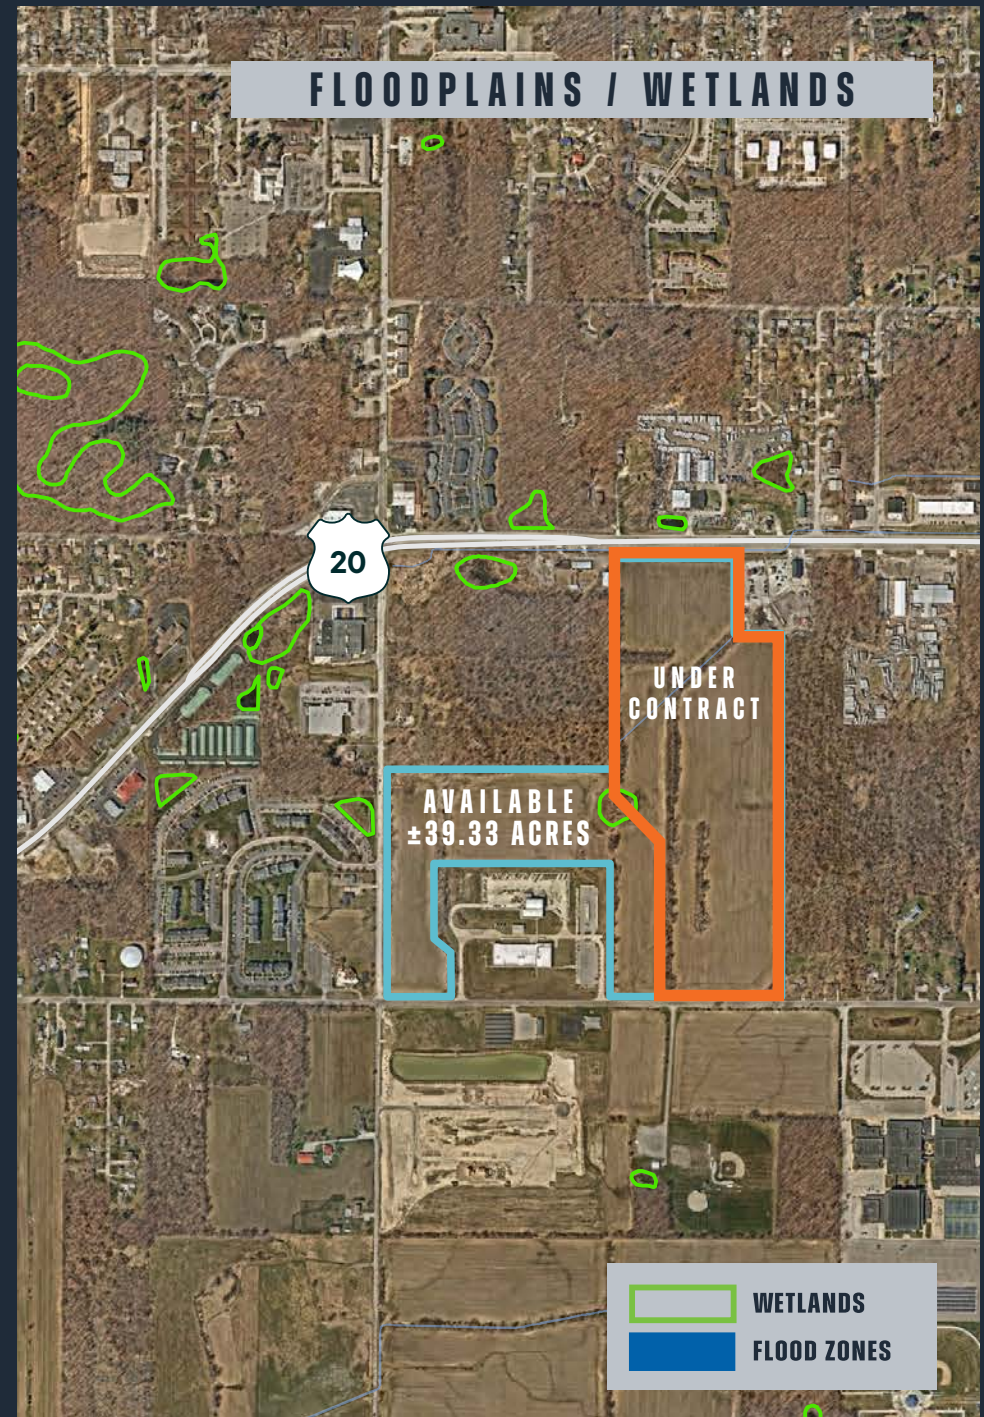 FLOODPLAINS / WETLANDS
20
UNDER
CONTRACT
AVAILABLE
±39.33 ACRES
WETLANDS
FLOOD ZONES